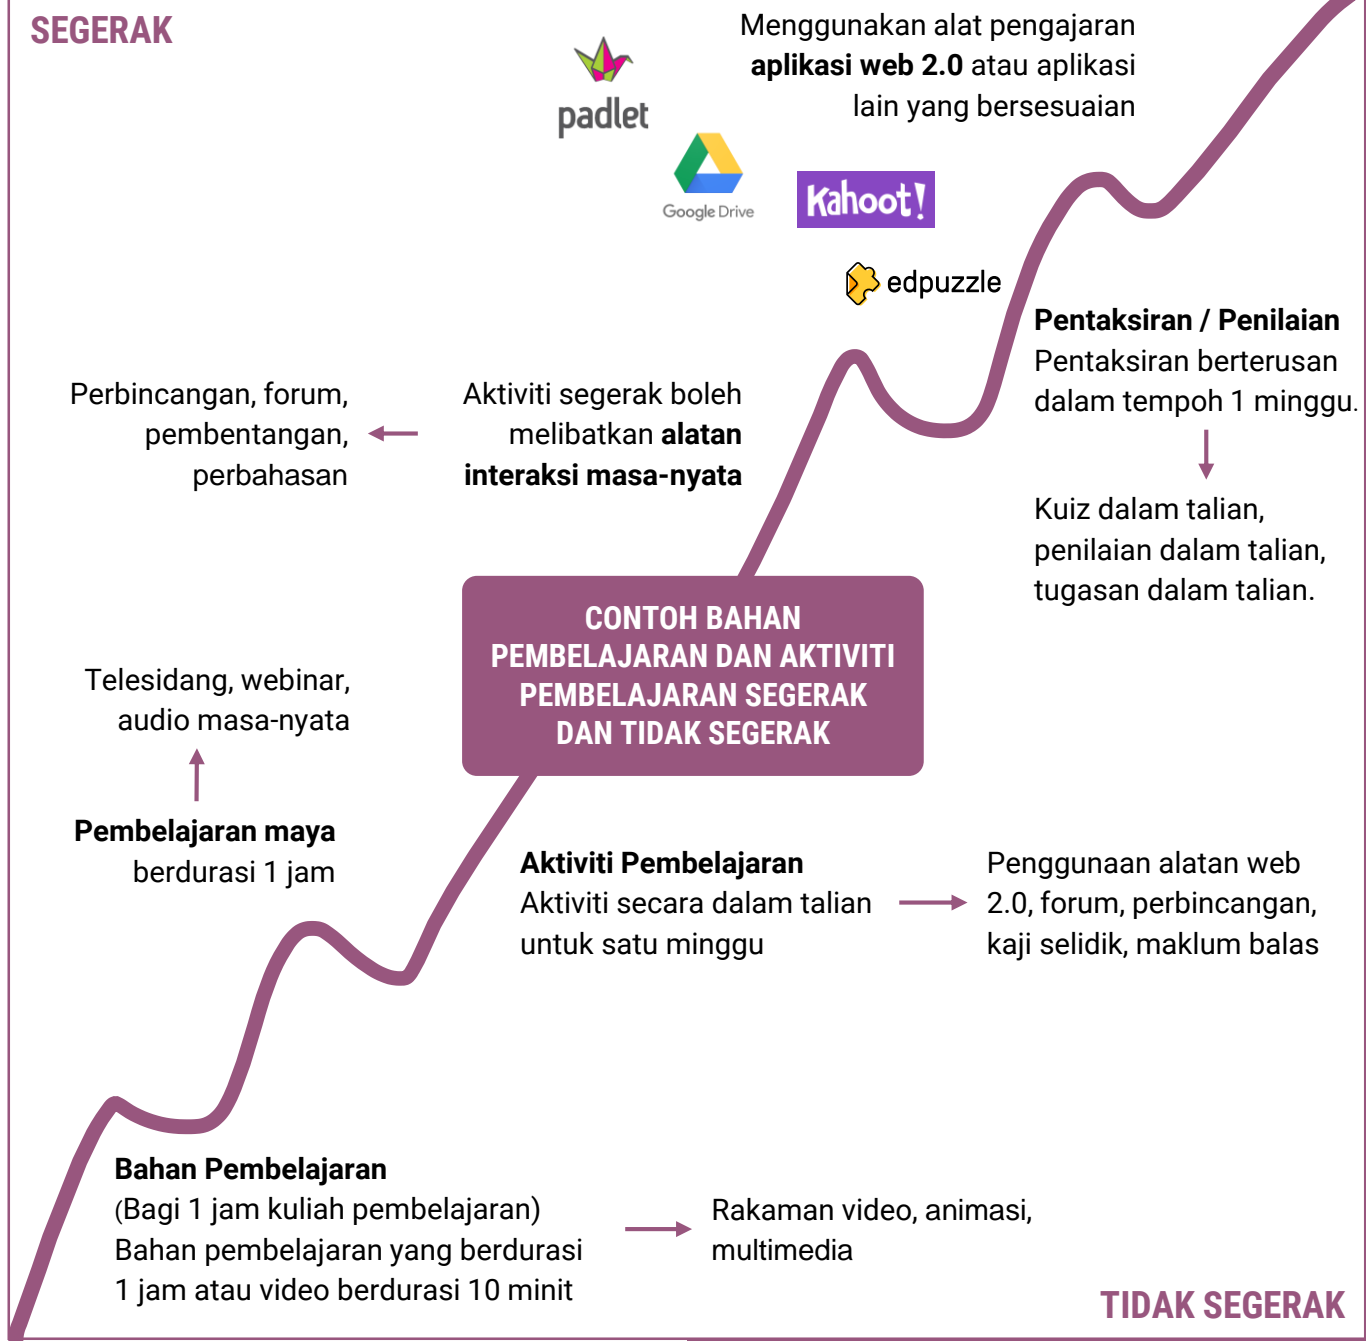 SEGERAK
Menggunakan alat pengajaran
aplikasi web 2.0 atau aplikasi
lain yang bersesuaian
padlet
Google Drive
Kahoot!
edpuzzle
Perbincangan, forum,
pembentangan,
perbahasan
Aktiviti segerak boleh
melibatkan alatan
interaksi masa-nyata
Pentaksiran / Penilaian
Pentaksiran berterusan
dalam tempoh 1 minggu.
Kuiz dalam talian,
penilaian dalam talian,
tugasan dalam talian.
CONTOH BAHAN
PEMBELAJARAN DAN AKTIVITI
PEMBELAJARAN SEGERAK
DAN TIDAK SEGERAK
Telesidang, webinar,
audio masa-nyata
Pembelajaran maya
berdurasi 1 jam
Aktiviti Pembelajaran
Aktiviti secara dalam talian
untuk satu minggu
Penggunaan alatan web
2.0, forum, perbincangan,
kaji selidik, maklum balas
Bahan Pembelajaran
(Bagi 1 jam kuliah pembelajaran)
Bahan pembelajaran yang berdurasi
1 jam atau video berdurasi 10 minit
Rakaman video, animasi,
multimedia
TIDAK SEGERAK